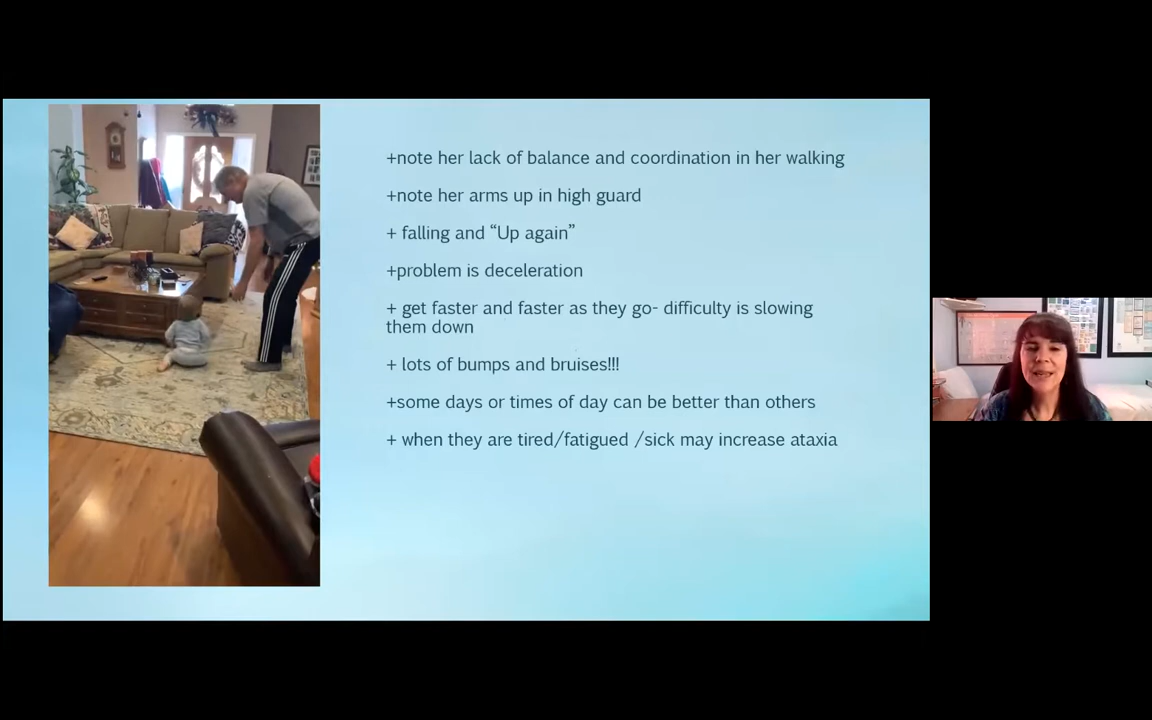 +note her lack of balance and coordination in her walking
+note her arms up in high guard
+ falling and “Up again”
+problem is deceleration
+ get faster and faster as they go- difficulty is slowing
them down
+ lots of bumps and bruises!!!
+some days or times of day can be better than others
+ when they are tired/fatigued /sick may increase ataxia